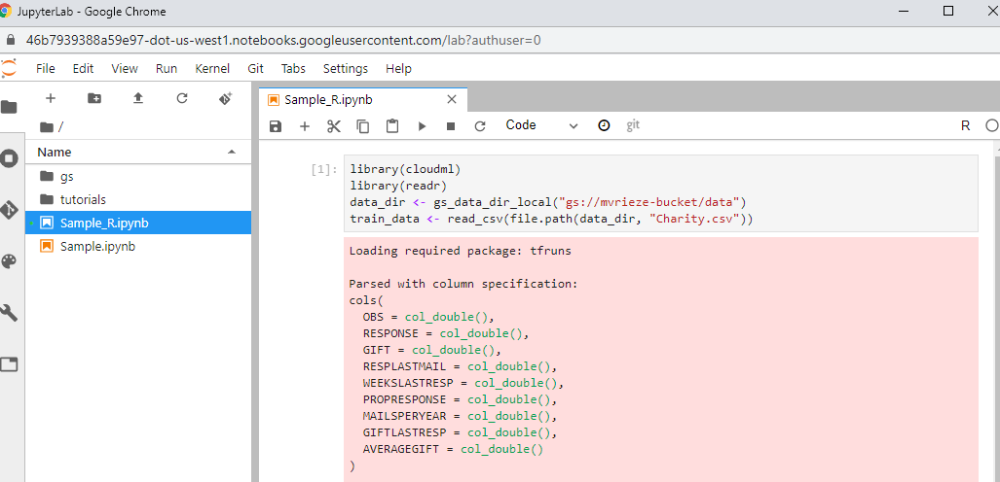 JupyterLab - Google Chrome
46b7939388a59e97-dot-us-west1.notebooks.googleusercontent.com/lab?authuser=0
File Edit View Run Kernel Git Tabs Settings Help
Sample_R.ipynb
/
Code
git
R
Name
gs
tutorials
Sample_R.ipynb
Sample.ipynb
[1]:
library(cloudml)
library(readr)
data_dir <- gs_data_dir_local("gs://mvrieze-bucket/data")
train_data <- read_csv(file.path(data_dir, "Charity.csv"))
Loading required package: tfruns
Parsed with column specification:
cols(
  OBS = col_double(),
  RESPONSE = col_double(),
  GIFT = col_double(),
  RESPLASTMAIL = col_double(),
  WEEKSLASTRESP = col_double(),
  PROPRESPONSE = col_double(),
  MAILSPERYEAR = col_double(),
  GIFTLASTRESP = col_double(),
  AVERAGEGIFT = col_double()
)